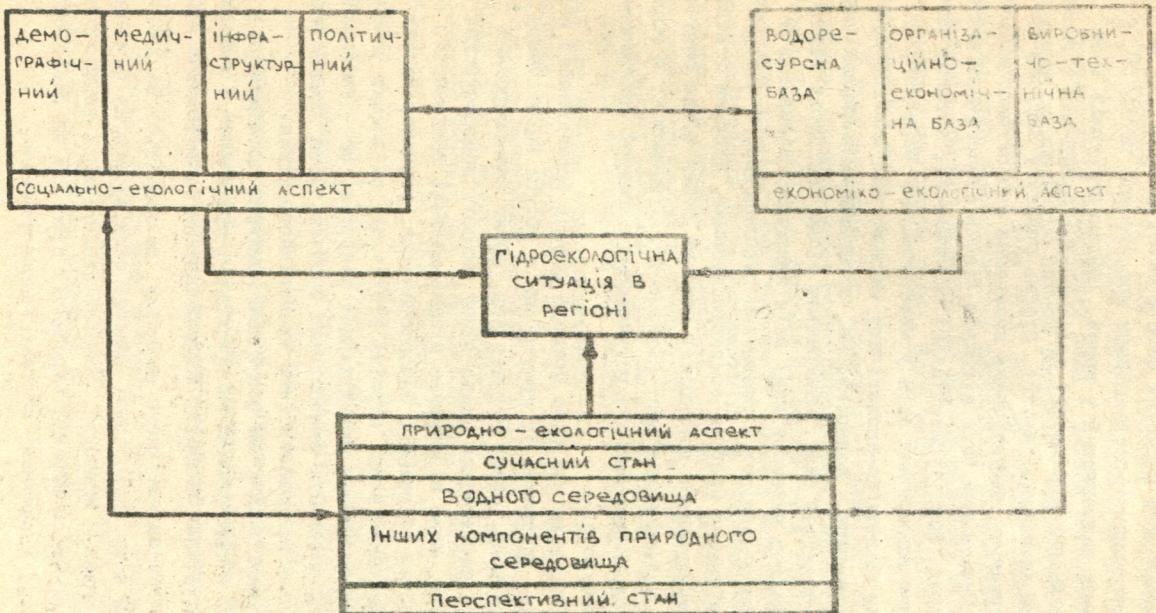 ДЕМО-
ГРАФІЧ-
НИЙ
МЕДИЧ-
НИЙ
ІНФРА-
СТРУКТУР
НИЙ
ПОЛІТИЧ-
НИЙ
СОЦІАЛЬНО-ЕКОЛОГІЧНИЙ АСПЕКТ
ВОДОРЕ-
СУРСНА
БАЗА
ОРГАНІЗА-
ЦІЙНО-
ЕКОНОМІЧ-
НА БАЗА
ВИРОБНИ-
ЧО-ТЕХ-
НІЧНА
БАЗА
ЕКОНОМІКО-ЕКОЛОГІЧНИЙ АСПЕКТ
ГІДРОЕКОЛОГІЧНА
СИТУАЦІЯ В
РЕГІОНІ
ПРИРОДНО-ЕКОЛОГІЧНИЙ АСПЕКТ
СУЧАСНИЙ СТАН
ВОДНОГО СЕРЕДОВИЩА
ІНШИХ КОМПОНЕНТІВ ПРИРОДНОГО
СЕРЕДОВИЩА
ПЕРСПЕКТИВНИЙ СТАН